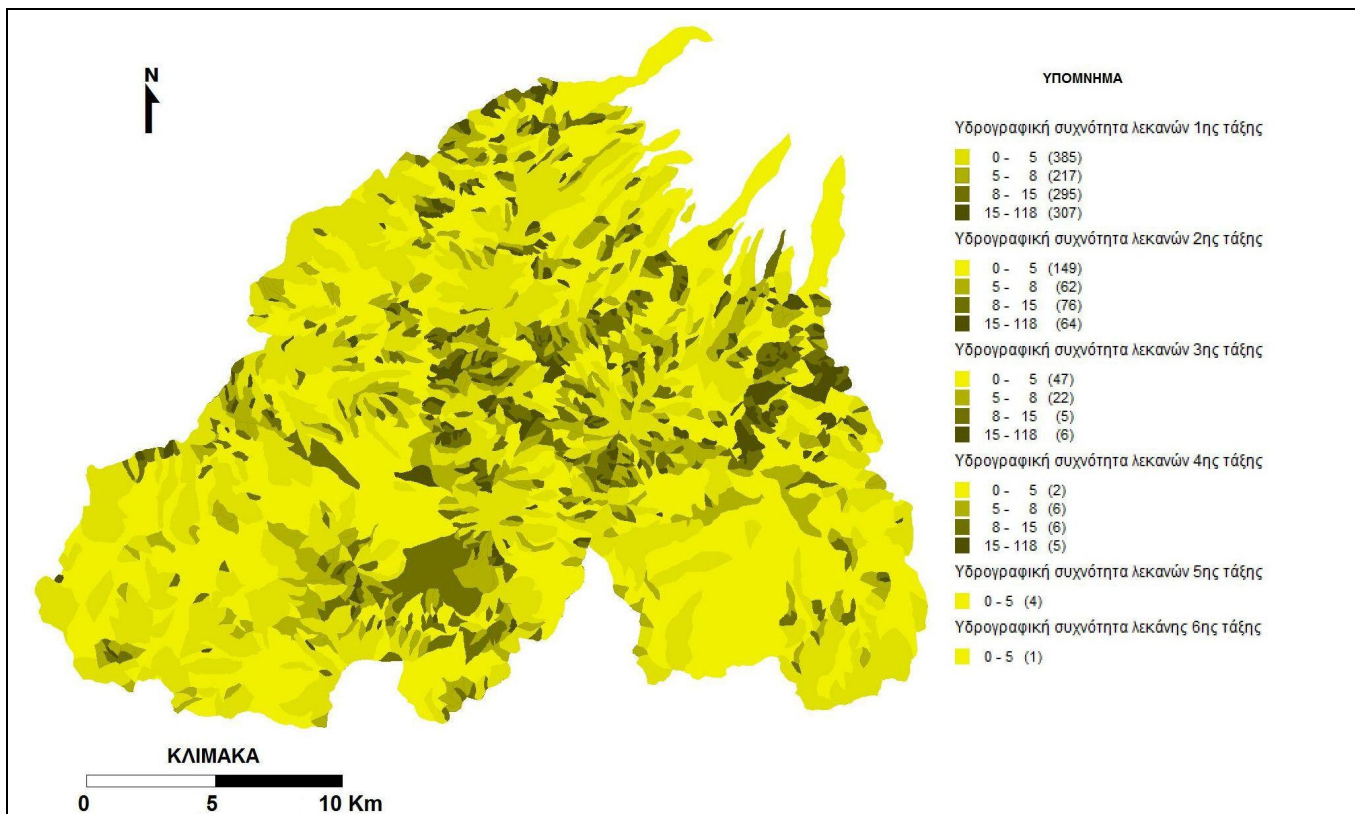 N
ΥΠΟΜΝΗΜΑ
Υδρογραφική συχνότητα λεκανών 1ης τάξης
0 - 5 (385)
5 - 8 (217)
8 - 15 (295)
15 - 118 (307)
Υδρογραφική συχνότητα λεκανών 2ης τάξης
0 - 5 (149)
5 - 8 (62)
8 - 15 (76)
15 - 118 (64)
Υδρογραφική συχνότητα λεκανών 3ης τάξης
0 - 5 (47)
5 - 8 (22)
8 - 15 (5)
15 - 118 (6)
Υδρογραφική συχνότητα λεκανών 4ης τάξης
0 - 5 (2)
5 - 8 (6)
8 - 15 (6)
15 - 118 (5)
Υδρογραφική συχνότητα λεκανών 5ης τάξης
0 - 5 (4)
Υδρογραφική συχνότητα λεκάνης 6ης τάξης
0 - 5 (1)
ΚΛΙΜΑΚΑ
0 5 10 Km